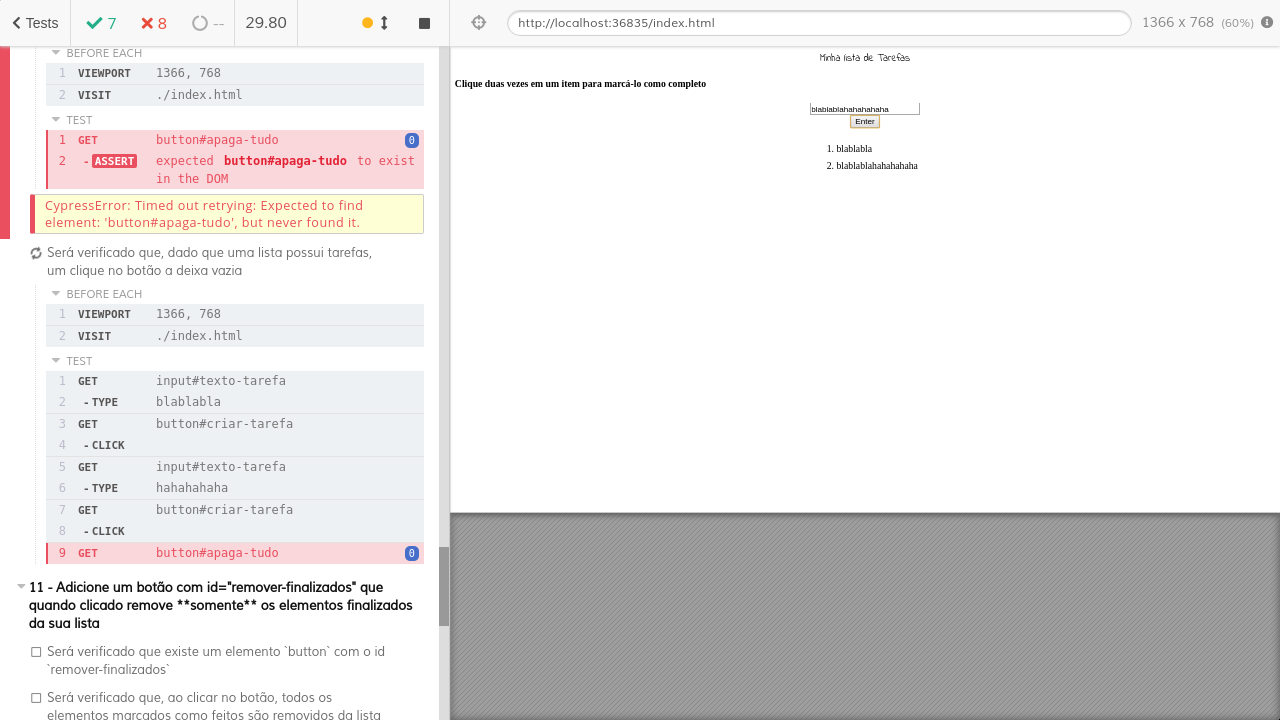 Tests
7
8
--
29.80
http://localhost:36835/index.html
1366 x 768 (60%)
BEFORE EACH
1 VIEWPORT 1366, 768
2 VISIT ./index.html
TEST
1 GET button#apaga-tudo 0
2 - ASSERT expected button#apaga-tudo to exist
in the DOM
CypressError: Timed out retrying: Expected to find
element: 'button#apaga-tudo', but never found it.
Será verificado que, dado que uma lista possui tarefas,
um clique no botão a deixa vazia
BEFORE EACH
1 VIEWPORT 1366, 768
2 VISIT ./index.html
TEST
1 GET input#texto-tarefa
2 - TYPE blablabla
3 GET button#criar-tarefa
4 - CLICK
5 GET input#texto-tarefa
6 - TYPE hahahahaha
7 GET button#criar-tarefa
8 - CLICK
9 GET button#apaga-tudo 0
11 - Adicione um botão com id="remover-finalizados" que
quando clicado remove **somente** os elementos finalizados
da sua lista
Será verificado que existe um elemento `button` com o id
`remover-finalizados`
Será verificado que, ao clicar no botão, todos os
elementos marcados como feitos são removidos da lista
Minha lista de Tarefas
Clique duas vezes em um item para marcá-lo como completo
blablablahahahahaha
Enter
1. blablabla
2. blablablahahahahaha